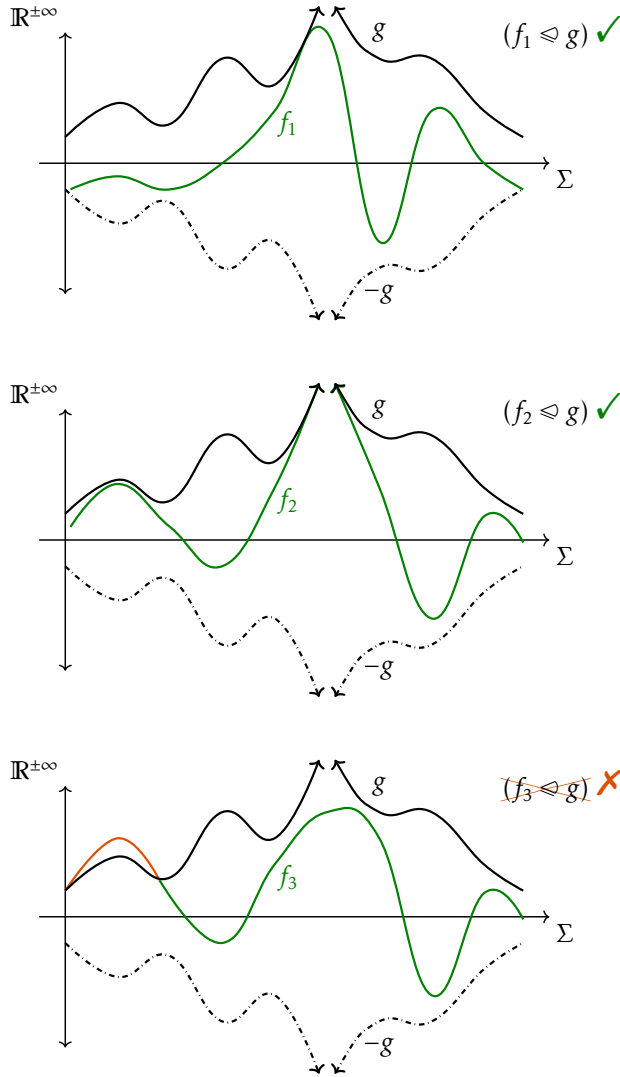 ℝ^{±∞} g (f₁ ⩹ g) ✓
f₁
Σ
−g
ℝ^{±∞} g (f₂ ⩹ g) ✓
f₂
Σ
−g
ℝ^{±∞} g (f₃ ⩹ g) ✗
f₃
Σ
−g